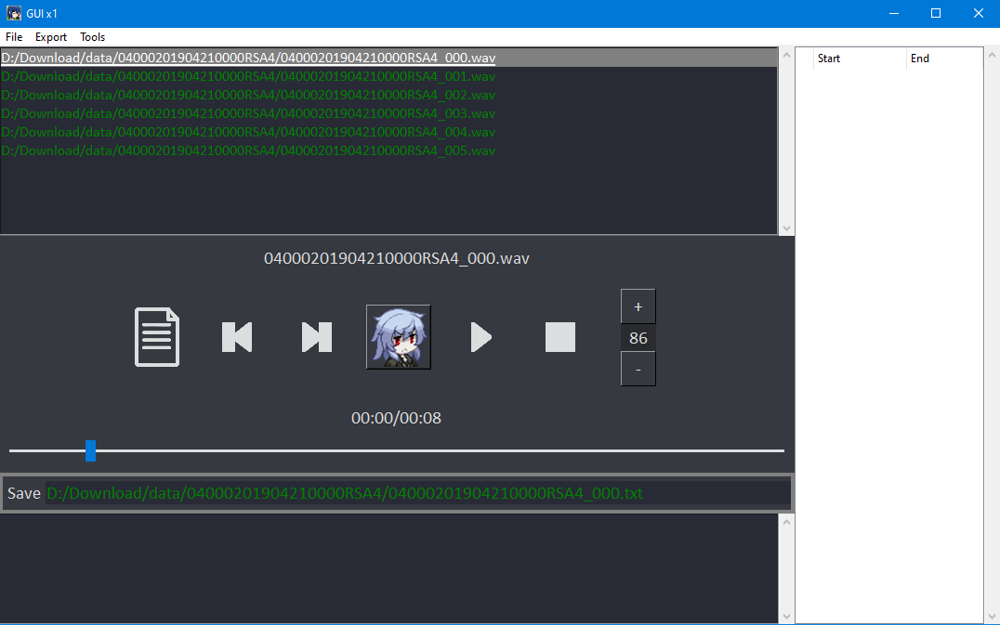 GUI x1
File Export Tools
D:/Download/data/04000201904210000RSA4/04000201904210000RSA4_000.wav
D:/Download/data/04000201904210000RSA4/04000201904210000RSA4_001.wav
D:/Download/data/04000201904210000RSA4/04000201904210000RSA4_002.wav
D:/Download/data/04000201904210000RSA4/04000201904210000RSA4_003.wav
D:/Download/data/04000201904210000RSA4/04000201904210000RSA4_004.wav
D:/Download/data/04000201904210000RSA4/04000201904210000RSA4_005.wav
Start End
04000201904210000RSA4_000.wav
+
86
-
00:00/00:08
Save D:/Download/data/04000201904210000RSA4/04000201904210000RSA4_000.txt